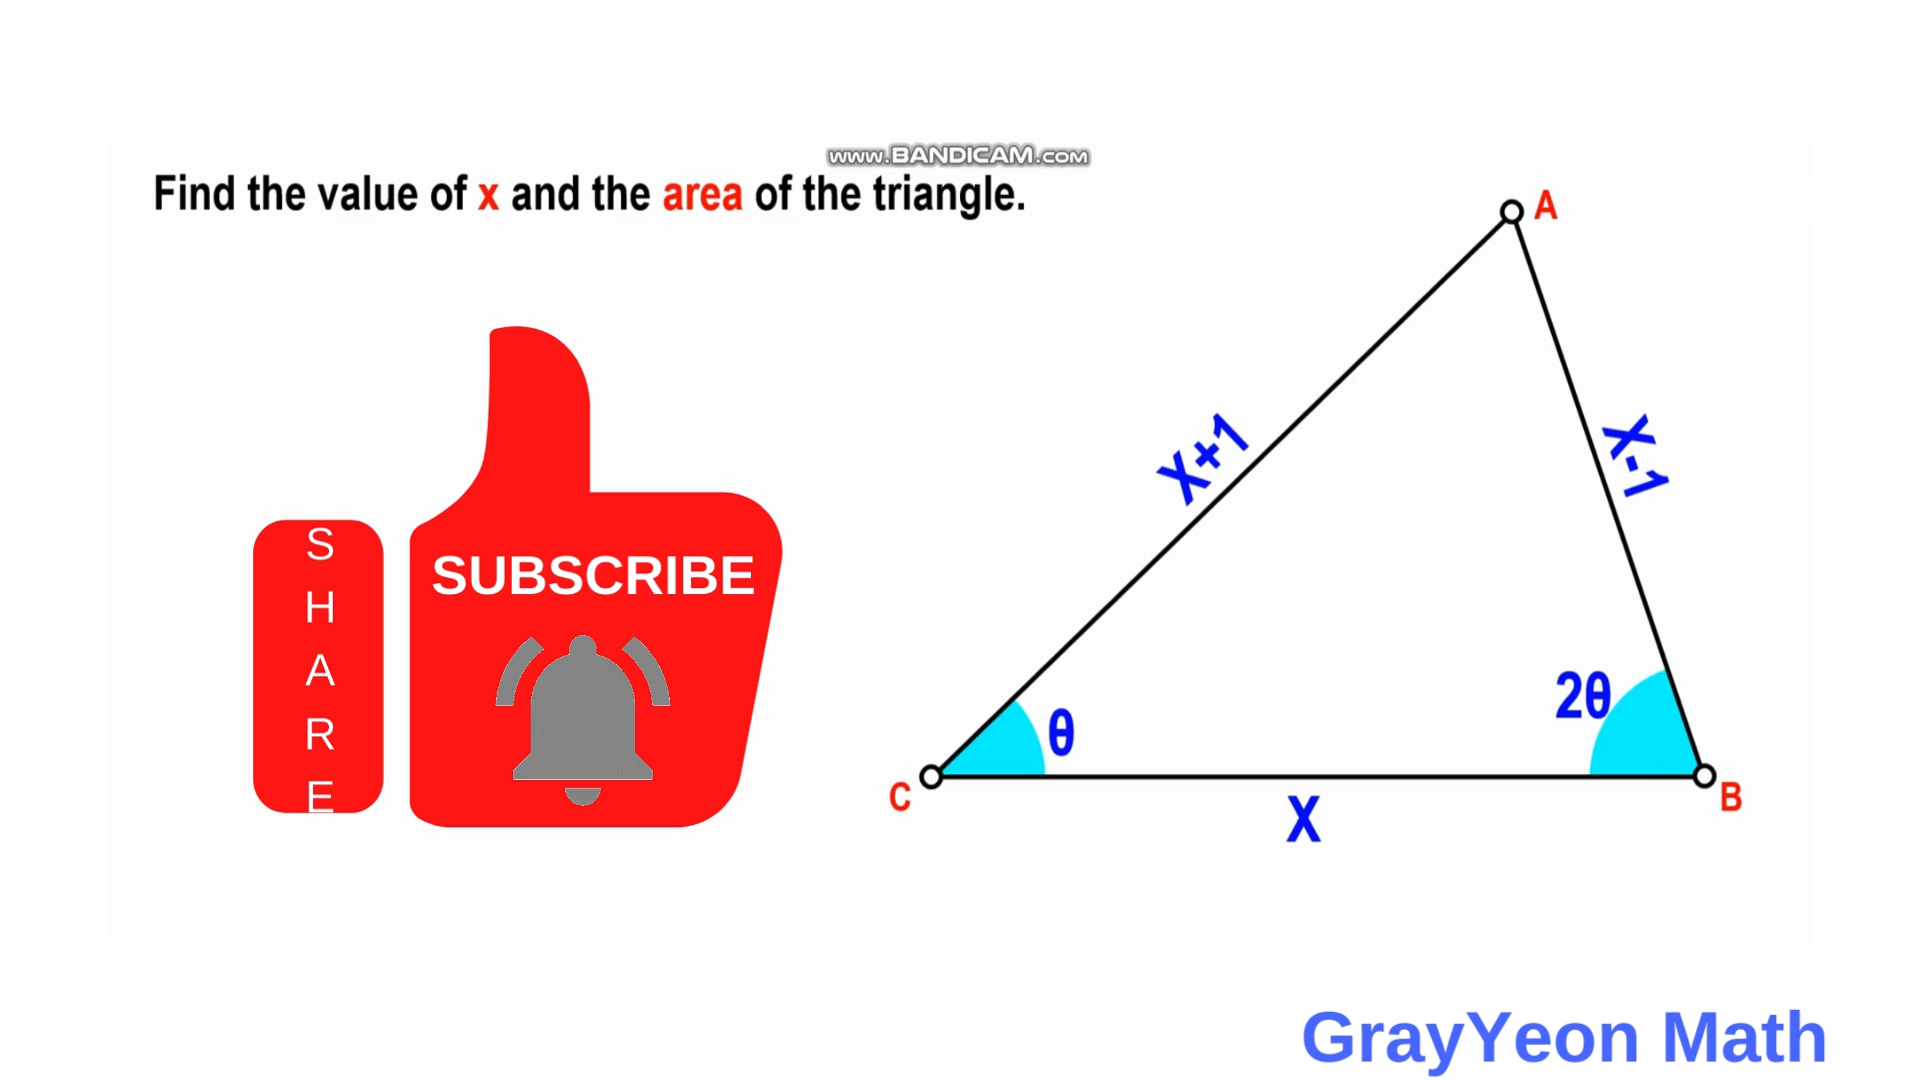 www.BANDICAM.com
Find the value of x and the area of the triangle.
A
X+1
X-1
S
H
A
R
E
SUBSCRIBE
θ
2θ
C
B
X
GrayYeon Math